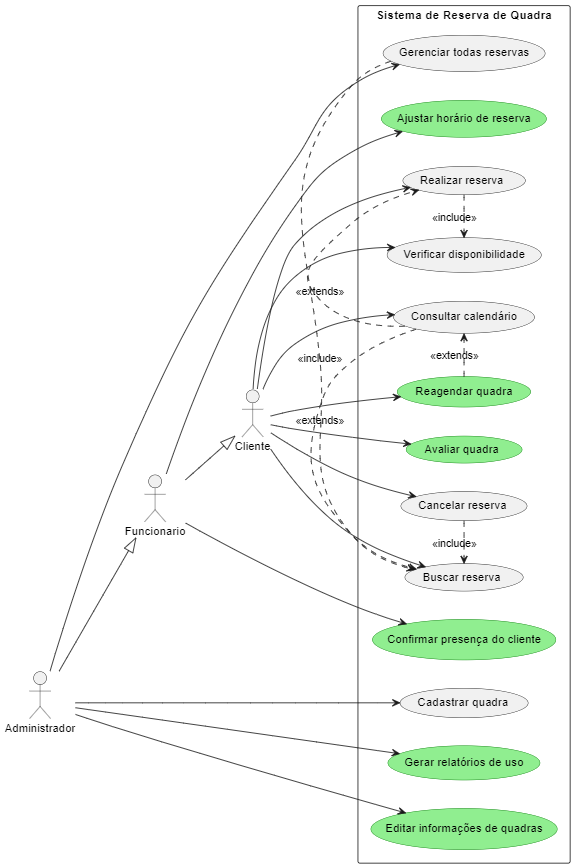 Sistema de Reserva de Quadra
Gerenciar todas reservas
Ajustar horário de reserva
Realizar reserva
«include»
Verificar disponibilidade
«extends»
Consultar calendário
«include»
«extends»
Reagendar quadra
«extends»
Cliente
Avaliar quadra
Cancelar reserva
Funcionario
«include»
Buscar reserva
Confirmar presença do cliente
Cadastrar quadra
Administrador
Gerar relatórios de uso
Editar informações de quadras